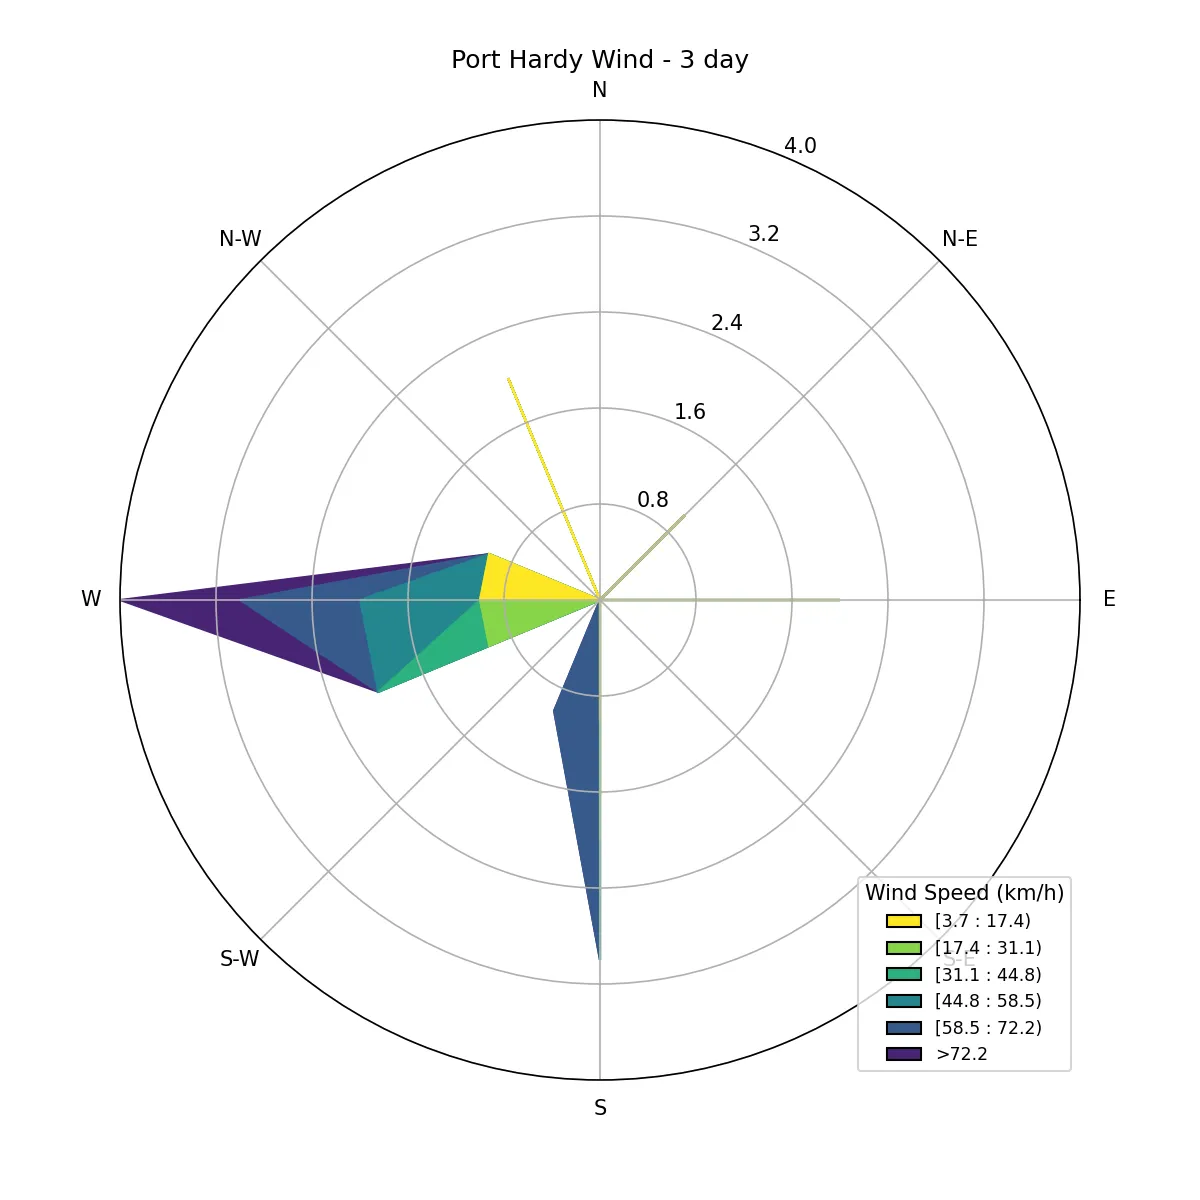 Port Hardy Wind - 3 day
N
4.0
N-W
N-E
3.2
2.4
1.6
0.8
W
E
S-W
S-E
S
Wind Speed (km/h)
[3.7 : 17.4)
[17.4 : 31.1)
[31.1 : 44.8)
[44.8 : 58.5)
[58.5 : 72.2)
>72.2